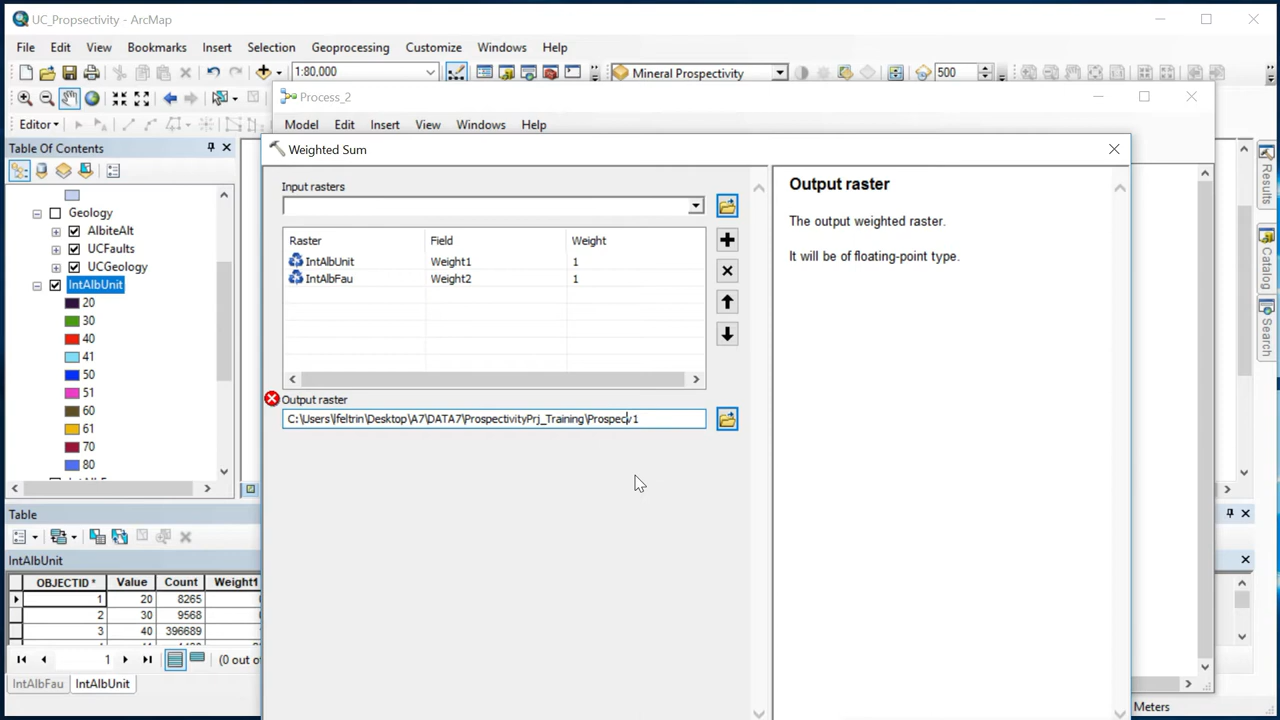 UC_Propsectivity - ArcMap
File Edit View Bookmarks Insert Selection Geoprocessing Customize Windows Help
1:80,000 Mineral Prospectivity 500
Process_2
Editor
Model Edit Insert View Windows Help
Table Of Contents
Weighted Sum
Geology
AlbiteAlt
UCFaults
UCGeology
IntAlbUnit
20
30
40
41
50
51
60
61
70
80
Input rasters
Raster Field Weight
IntAlbUnit Weight1 1
IntAlbFau Weight2 1
Output raster
C:\Users\lfeltrin\Desktop\A7\DATA7\ProspectivityPrj_Training\Prospecv1
Output raster
The output weighted raster.
It will be of floating-point type.
Results
Catalog
Search
Table
IntAlbUnit
OBJECTID * Value Count Weight1
1 20 8265
2 30 9568
3 40 396689
1 (0 out of
IntAlbFau IntAlbUnit
Meters